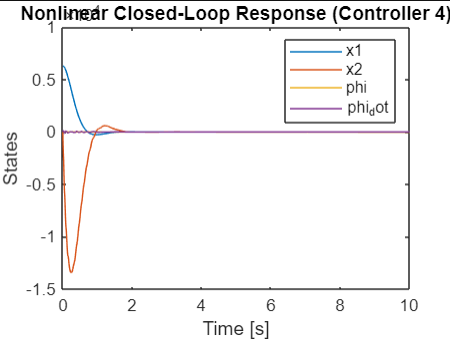 Nonlinear Closed-Loop Response (Controller 4)
1
0.5
0
-0.5
-1
-1.5
States
x1
x2
phi
phi_dot
0 2 4 6 8 10
Time [s]